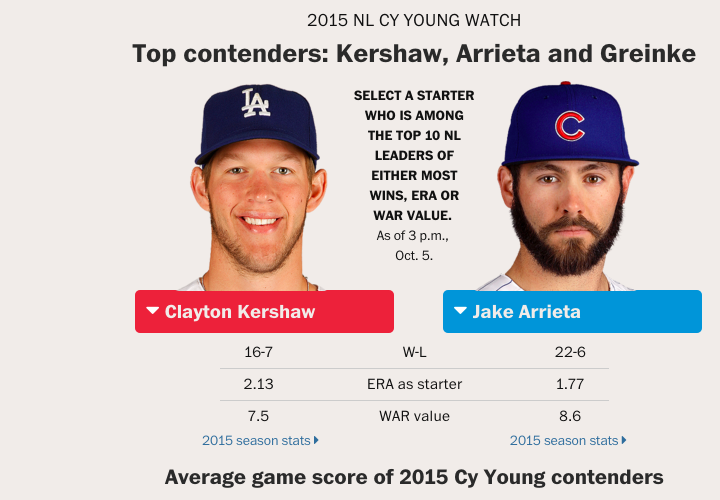 2015 NL CY YOUNG WATCH
Top contenders: Kershaw, Arrieta and Greinke
LA
SELECT A STARTER
WHO IS AMONG
THE TOP 10 NL
LEADERS OF
EITHER MOST
WINS, ERA OR
WAR VALUE.
As of 3 p.m.,
Oct. 5.
C
Clayton Kershaw
Jake Arrieta
16-7 W-L 22-6
2.13 ERA as starter 1.77
7.5 WAR value 8.6
2015 season stats 2015 season stats
Average game score of 2015 Cy Young contenders